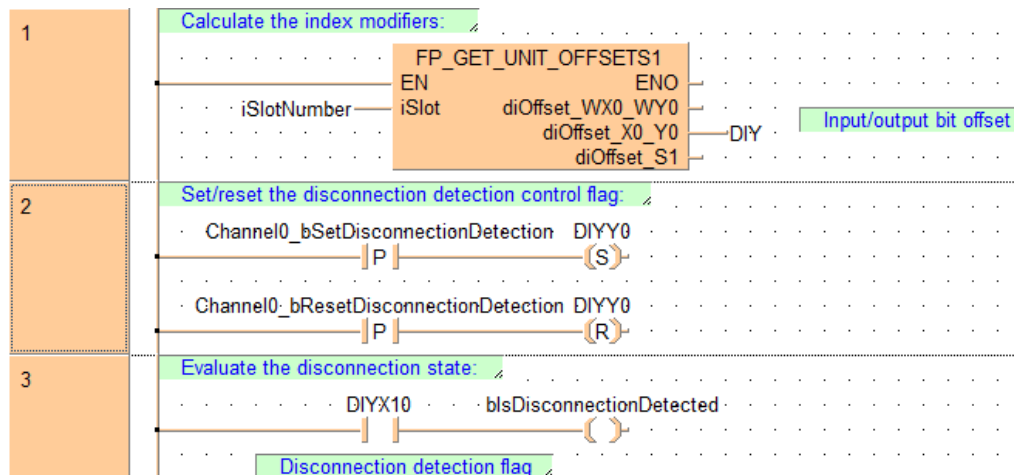 1
Calculate the index modifiers:
FP_GET_UNIT_OFFSETS1
EN ENO
iSlotNumber iSlot diOffset_WX0_WY0
Input/output bit offset
diOffset_X0_Y0 DIY
diOffset_S1
2
Set/reset the disconnection detection control flag:
Channel0_bSetDisconnectionDetection DIYY0
P (S)
Channel0_bResetDisconnectionDetection DIYY0
P (R)
3
Evaluate the disconnection state:
DIYX10 bIsDisconnectionDetected
Disconnection detection flag